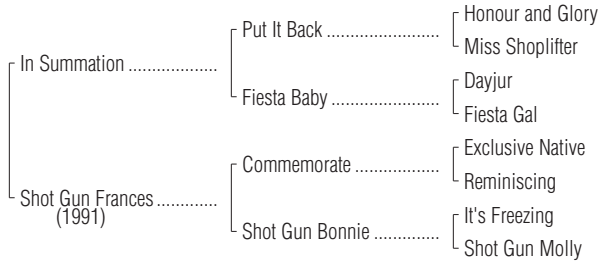 Honour and Glory
Put It Back ........................
Miss Shoplifter
In Summation ...................
Dayjur
Fiesta Baby .......................
Fiesta Gal
Exclusive Native
Commemorate ..................
Reminiscing
Shot Gun Frances .............
(1991)
It's Freezing
Shot Gun Bonnie ..............
Shot Gun Molly